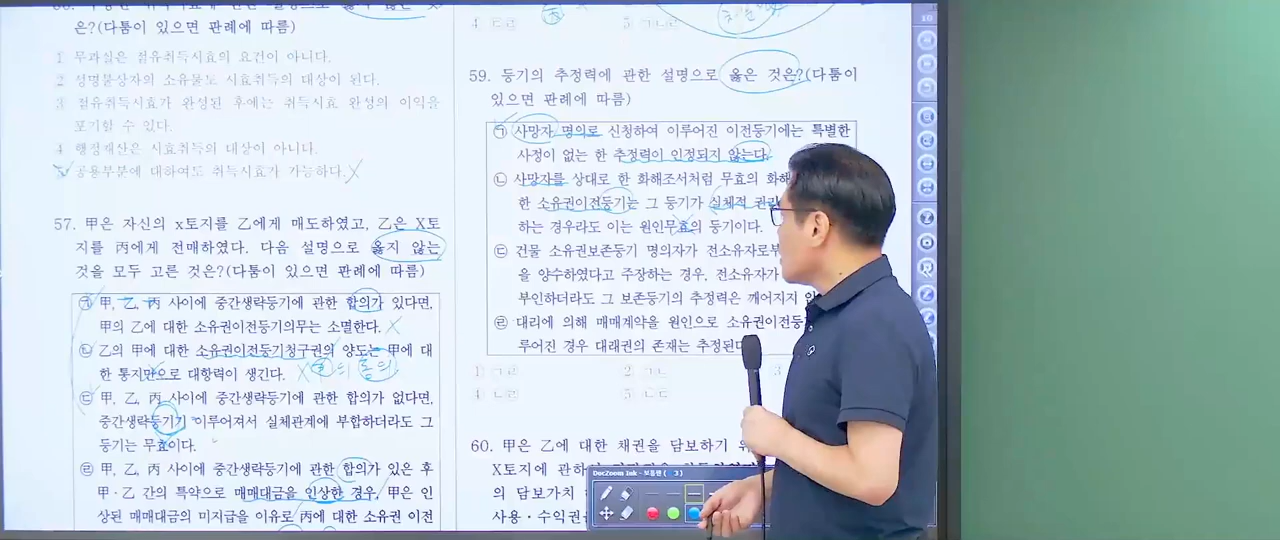 은?(다툼이 있으면 판례에 따름)
1 무과실은 점유취득시효의 요건이 아니다.
2 성명불상자의 소유물도 시효취득의 대상이 된다.
3 점유취득시효가 완성된 후에는 취득시효 완성의 이익을
포기할 수 있다.
4 행정재산은 시효취득의 대상이 아니다.
5 공용부분에 대하여도 취득시효가 가능하다.
57. 甲은 자신의 x토지를 乙에게 매도하였고, 乙은 X토
지를 丙에게 전매하였다. 다음 설명으로 옳지 않는
것을 모두 고른 것은?(다툼이 있으면 판례에 따름)
㉠ 甲, 乙, 丙 사이에 중간생략등기에 관한 합의가 있다면,
甲의 乙에 대한 소유권이전등기의무는 소멸한다.
㉡ 乙의 甲에 대한 소유권이전등기청구권의 양도는 甲에 대
한 통지만으로 대항력이 생긴다.
㉢ 甲, 乙, 丙 사이에 중간생략등기에 관한 합의가 없다면,
중간생략등기가 이루어져서 실체관계에 부합하더라도 그
등기는 무효이다.
㉣ 甲, 乙, 丙 사이에 중간생략등기에 관한 합의가 있은 후
甲·乙 간의 특약으로 매매대금을 인상한 경우, 甲은 인
상된 매매대금의 미지급을 이유로 丙에 대한 소유권 이전
4 ㄷㄹ 5 ㄱㄴㄹ
59. 등기의 추정력에 관한 설명으로 옳은 것은?(다툼이
있으면 판례에 따름)
㉠ 사망자 명의로 신청하여 이루어진 이전등기에는 특별한
사정이 없는 한 추정력이 인정되지 않는다.
㉡ 사망자를 상대로 한 화해조서처럼 무효의 화해
한 소유권이전등기는 그 등기가 실체적 권리
하는 경우라도 이는 원인무효의 등기이다.
㉢ 건물 소유권보존등기 명의자가 전소유자로부
을 양수하였다고 주장하는 경우, 전소유자가
부인하더라도 그 보존등기의 추정력은 깨어지지
㉣ 대리에 의해 매매계약을 원인으로 소유권이전등
루어진 경우 대래권의 존재는 추정된다
1 ㄱㄹ 2 ㄱㄴ 3
4 ㄴㄹ 5 ㄴㄷ
60. 甲은 乙에 대한 채권을 담보하기
X토지에 관하
의 담보가치
사용·수익권
DocZoom Ink - 보통펜( 3 )